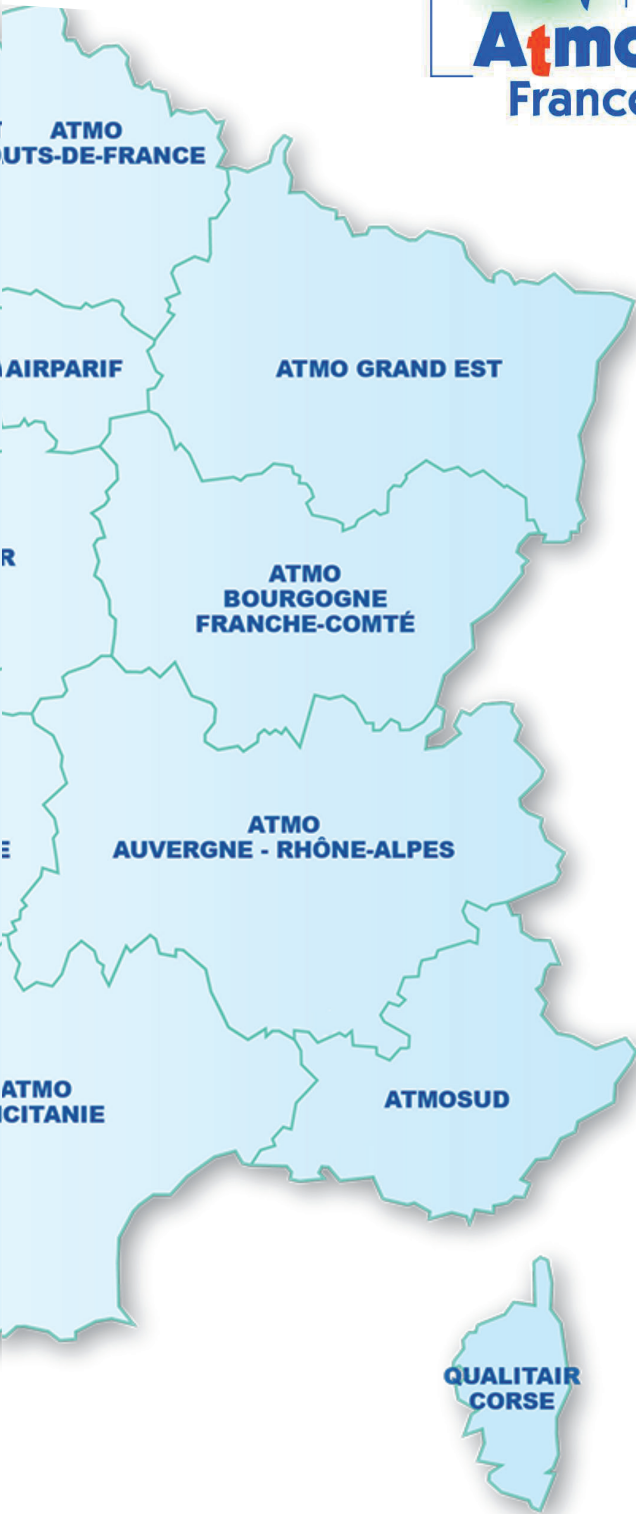 Atmo
France
ATMO
UTS-DE-FRANCE
AIRPARIF
ATMO GRAND EST
R
ATMO
BOURGOGNE
FRANCHE-COMTÉ
ATMO
AUVERGNE - RHÔNE-ALPES
E
ATMO
CITANIE
ATMOSUD
QUALITAIR
CORSE